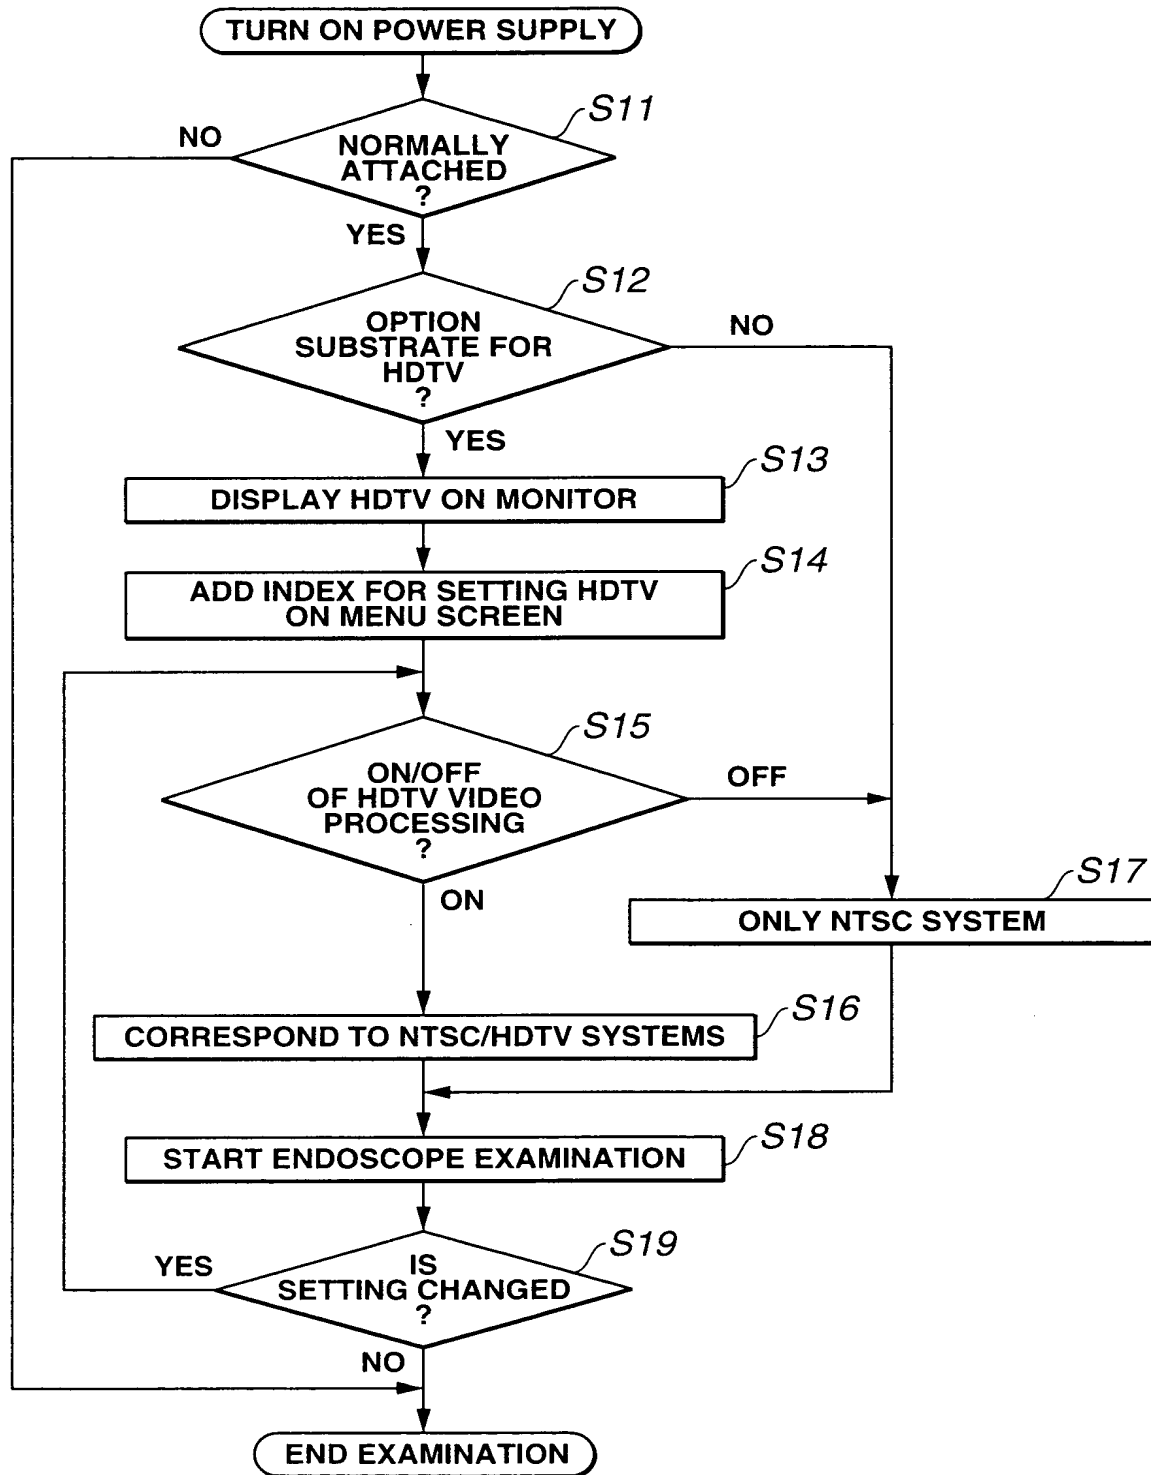 TURN ON POWER SUPPLY
S11
NO
NORMALLY
ATTACHED
?
YES
S12
OPTION
SUBSTRATE FOR
HDTV
?
NO
YES
S13
DISPLAY HDTV ON MONITOR
S14
ADD INDEX FOR SETTING HDTV
ON MENU SCREEN
S15
ON/OFF
OF HDTV VIDEO
PROCESSING
?
OFF
ON
S17
ONLY NTSC SYSTEM
S16
CORRESPOND TO NTSC/HDTV SYSTEMS
S18
START ENDOSCOPE EXAMINATION
S19
YES
IS
SETTING CHANGED
?
NO
END EXAMINATION